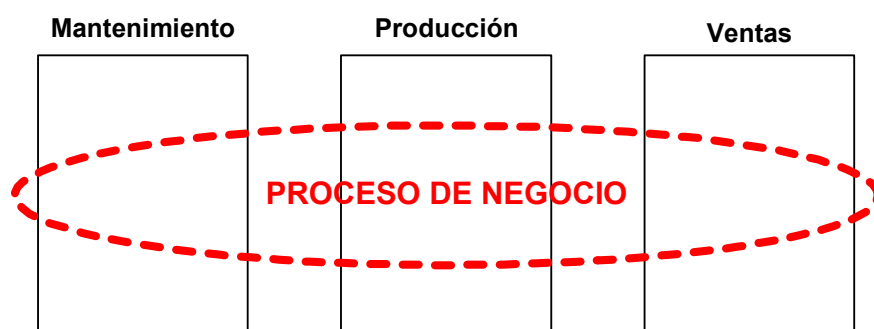 Mantenimiento
Producción
Ventas
PROCESO DE NEGOCIO